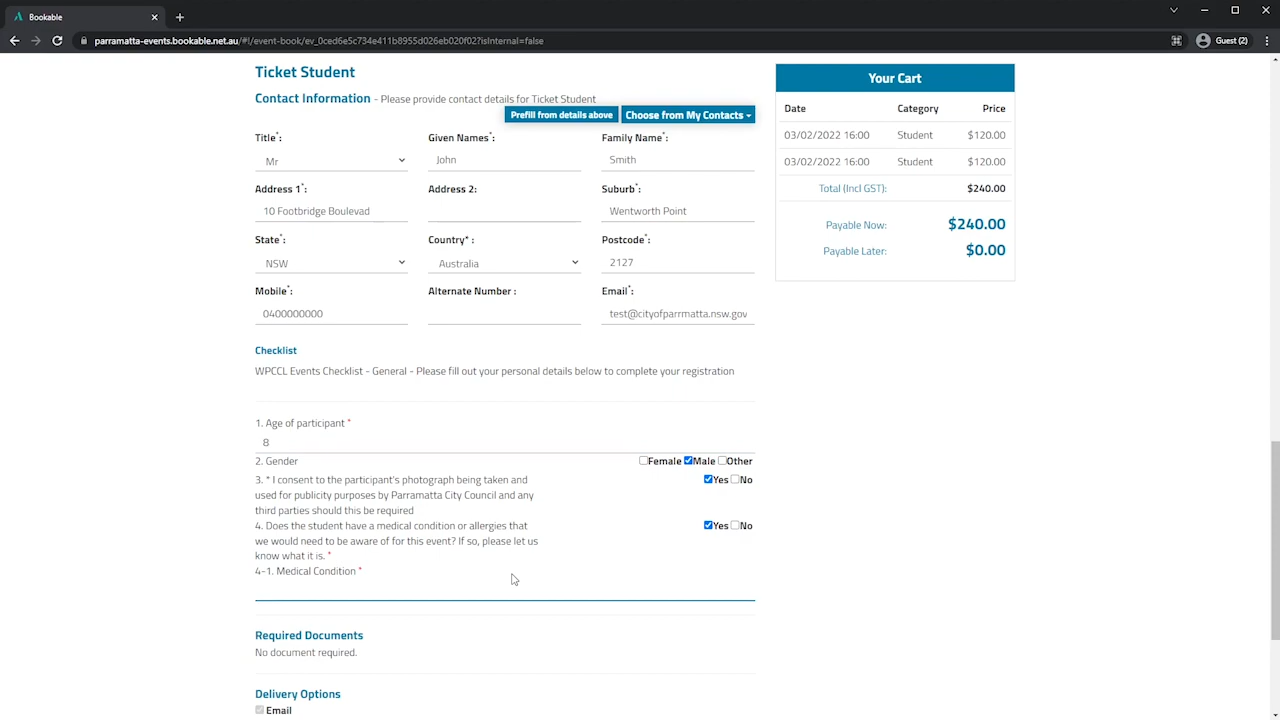 Bookable
parramatta-events.bookable.net.au/#!/event-book/ev_0ced6e5c734e411b8955d026eb020f02?isInternal=false
Guest (2)
Ticket Student
Contact Information - Please provide contact details for Ticket Student
Prefill from details above Choose from My Contacts
Title*: Given Names*: Family Name*:
Mr John Smith
Address 1*: Address 2: Suburb*:
10 Footbridge Boulevad Wentworth Point
State*: Country* : Postcode*:
NSW Australia 2127
Mobile*: Alternate Number : Email*:
0400000000 test@cityofparrmatta.nsw.gov
Checklist
WPCCL Events Checklist - General - Please fill out your personal details below to complete your registration
1. Age of participant *
8
2. Gender Female Male Other
3. * I consent to the participant's photograph being taken and Yes No
used for publicity purposes by Parramatta City Council and any
third parties should this be required
4. Does the student have a medical condition or allergies that Yes No
we would need to be aware of for this event? If so, please let us
know what it is. *
4-1. Medical Condition *
Required Documents
No document required.
Delivery Options
Email
Your Cart
Date Category Price
03/02/2022 16:00 Student $120.00
03/02/2022 16:00 Student $120.00
Total (Incl GST): $240.00
Payable Now: $240.00
Payable Later: $0.00